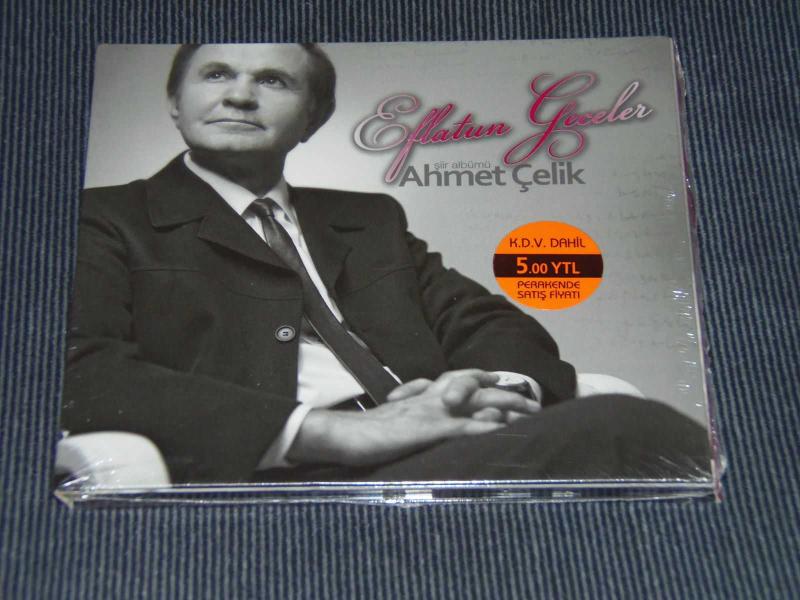 Eflatun Geceler
şiir albümü
Ahmet Çelik
K.D.V. DAHİL
5.00 YTL
PERAKENDE
SATIŞ FİYATI